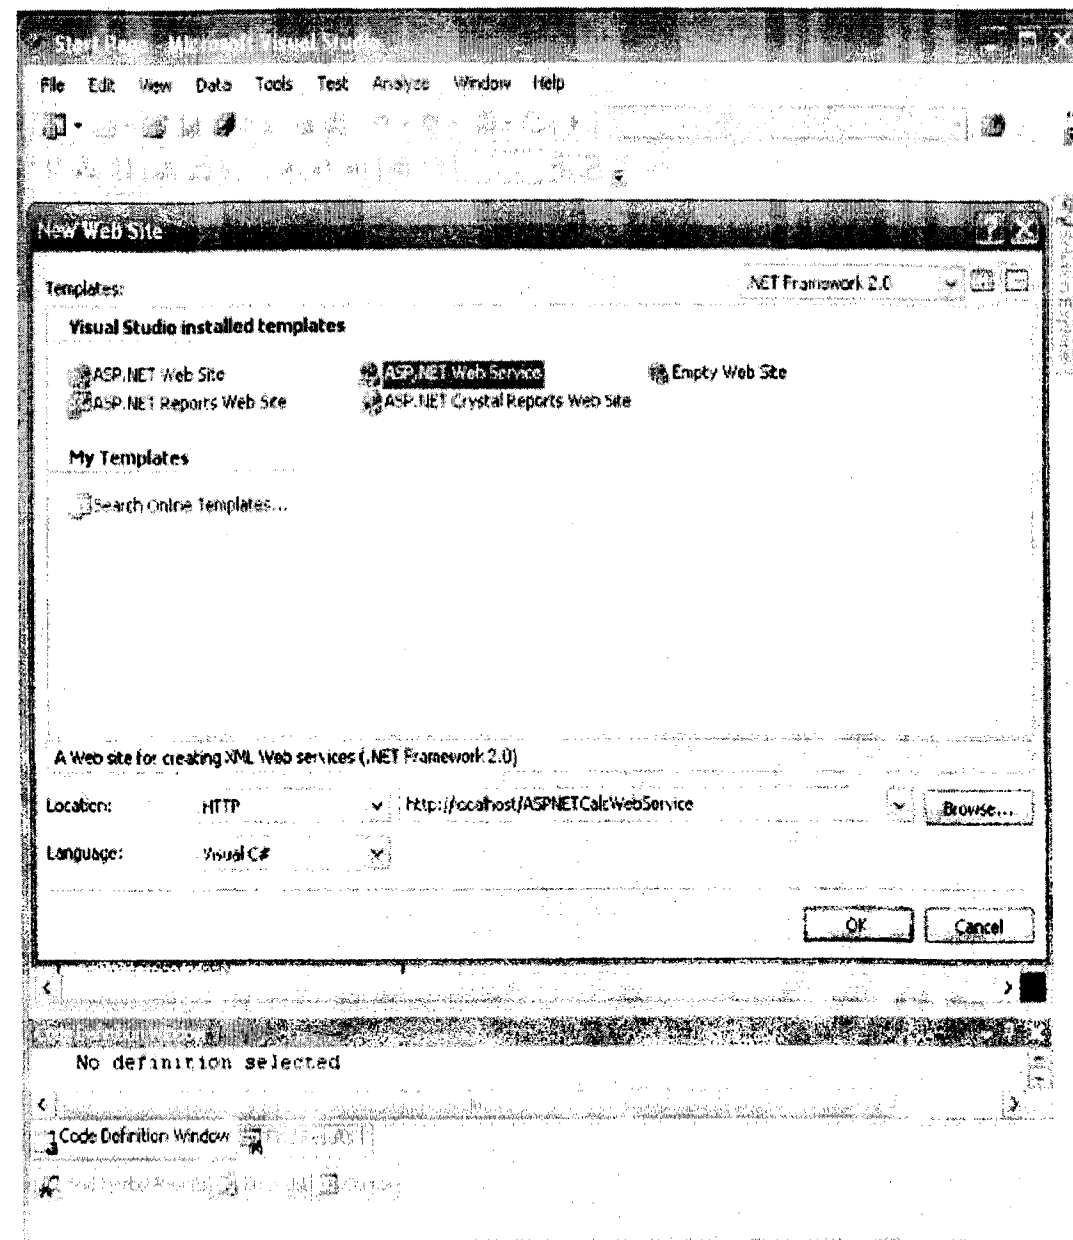 Start Page - Microsoft Visual Studio
File Edit View Data Tools Test Analyze Window Help
New Web Site
Templates:
.NET Framework 2.0
Visual Studio installed templates
ASP.NET Web Site
ASP.NET Web Service
Empty Web Site
ASP.NET Reports Web Site
ASP.NET Crystal Reports Web Site
My Templates
Search Online Templates...
A Web site for creating XML Web services (.NET Framework 2.0)
Location: HTTP http://localhost/ASPNETCalcWebService Browse...
Language: Visual C#
OK Cancel
No definition selected
Code Definition Window